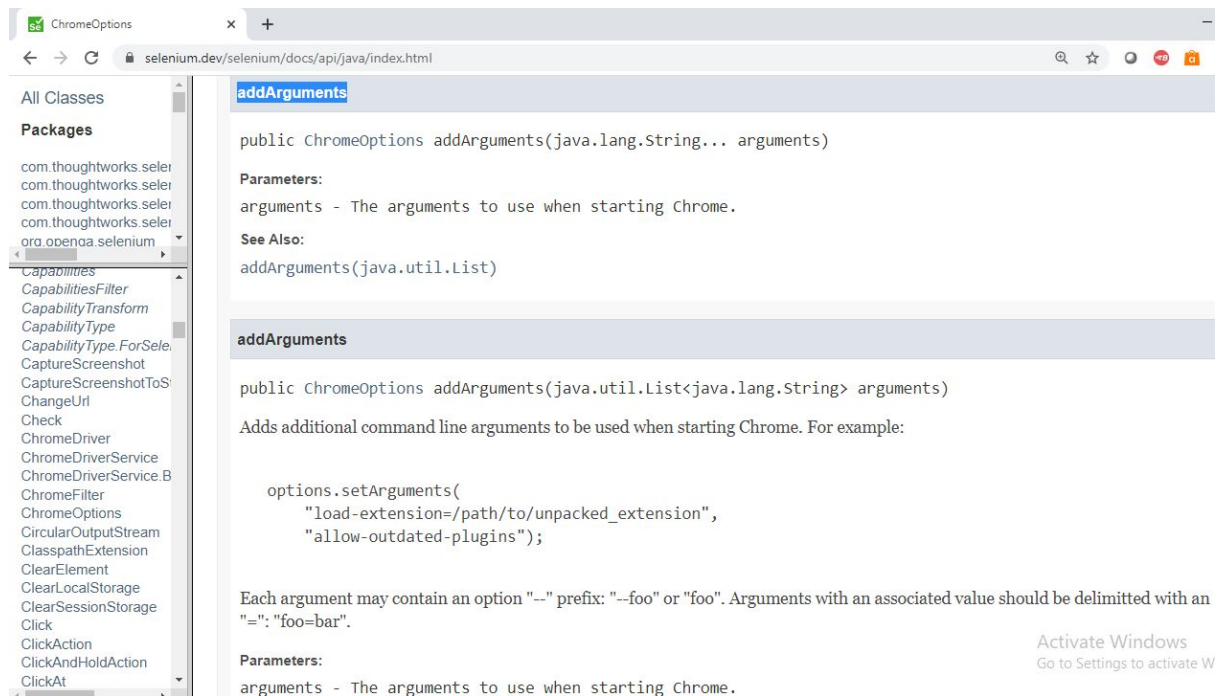 ChromeOptions
selenium.dev/selenium/docs/api/java/index.html
All Classes
Packages
com.thoughtworks.seler
com.thoughtworks.seler
com.thoughtworks.seler
com.thoughtworks.seler
org.openqa.selenium
Capabilities
CapabilitiesFilter
CapabilityTransform
CapabilityType
CapabilityType.ForSele
CaptureScreenshot
CaptureScreenshotToSt
ChangeUrl
Check
ChromeDriver
ChromeDriverService
ChromeDriverService.B
ChromeFilter
ChromeOptions
CircularOutputStream
ClasspathExtension
ClearElement
ClearLocalStorage
ClearSessionStorage
Click
ClickAction
ClickAndHoldAction
ClickAt
addArguments
public ChromeOptions addArguments(java.lang.String... arguments)
Parameters:
arguments - The arguments to use when starting Chrome.
See Also:
addArguments(java.util.List)
addArguments
public ChromeOptions addArguments(java.util.List<java.lang.String> arguments)
Adds additional command line arguments to be used when starting Chrome. For example:
options.setArguments(
"load-extension=/path/to/unpacked_extension",
"allow-outdated-plugins");
Each argument may contain an option "--" prefix: "--foo" or "foo". Arguments with an associated value should be delimitted with an
"=": "foo=bar".
Parameters:
arguments - The arguments to use when starting Chrome.
Activate Windows
Go to Settings to activate W